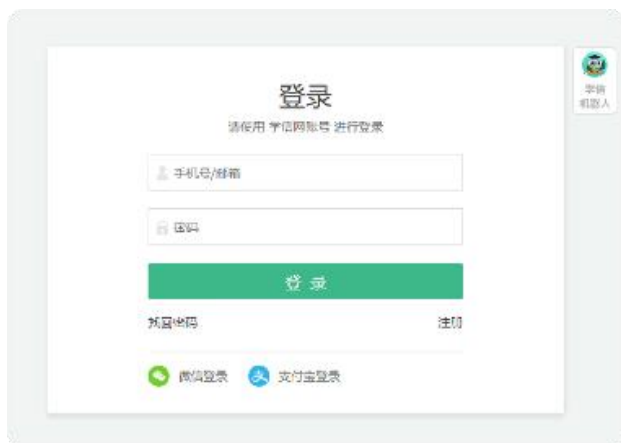 登录
请使用 学信网账号 进行登录
学信
机器人
手机号/邮箱
密码
登 录
找回密码
注册
微信登录
支付宝登录